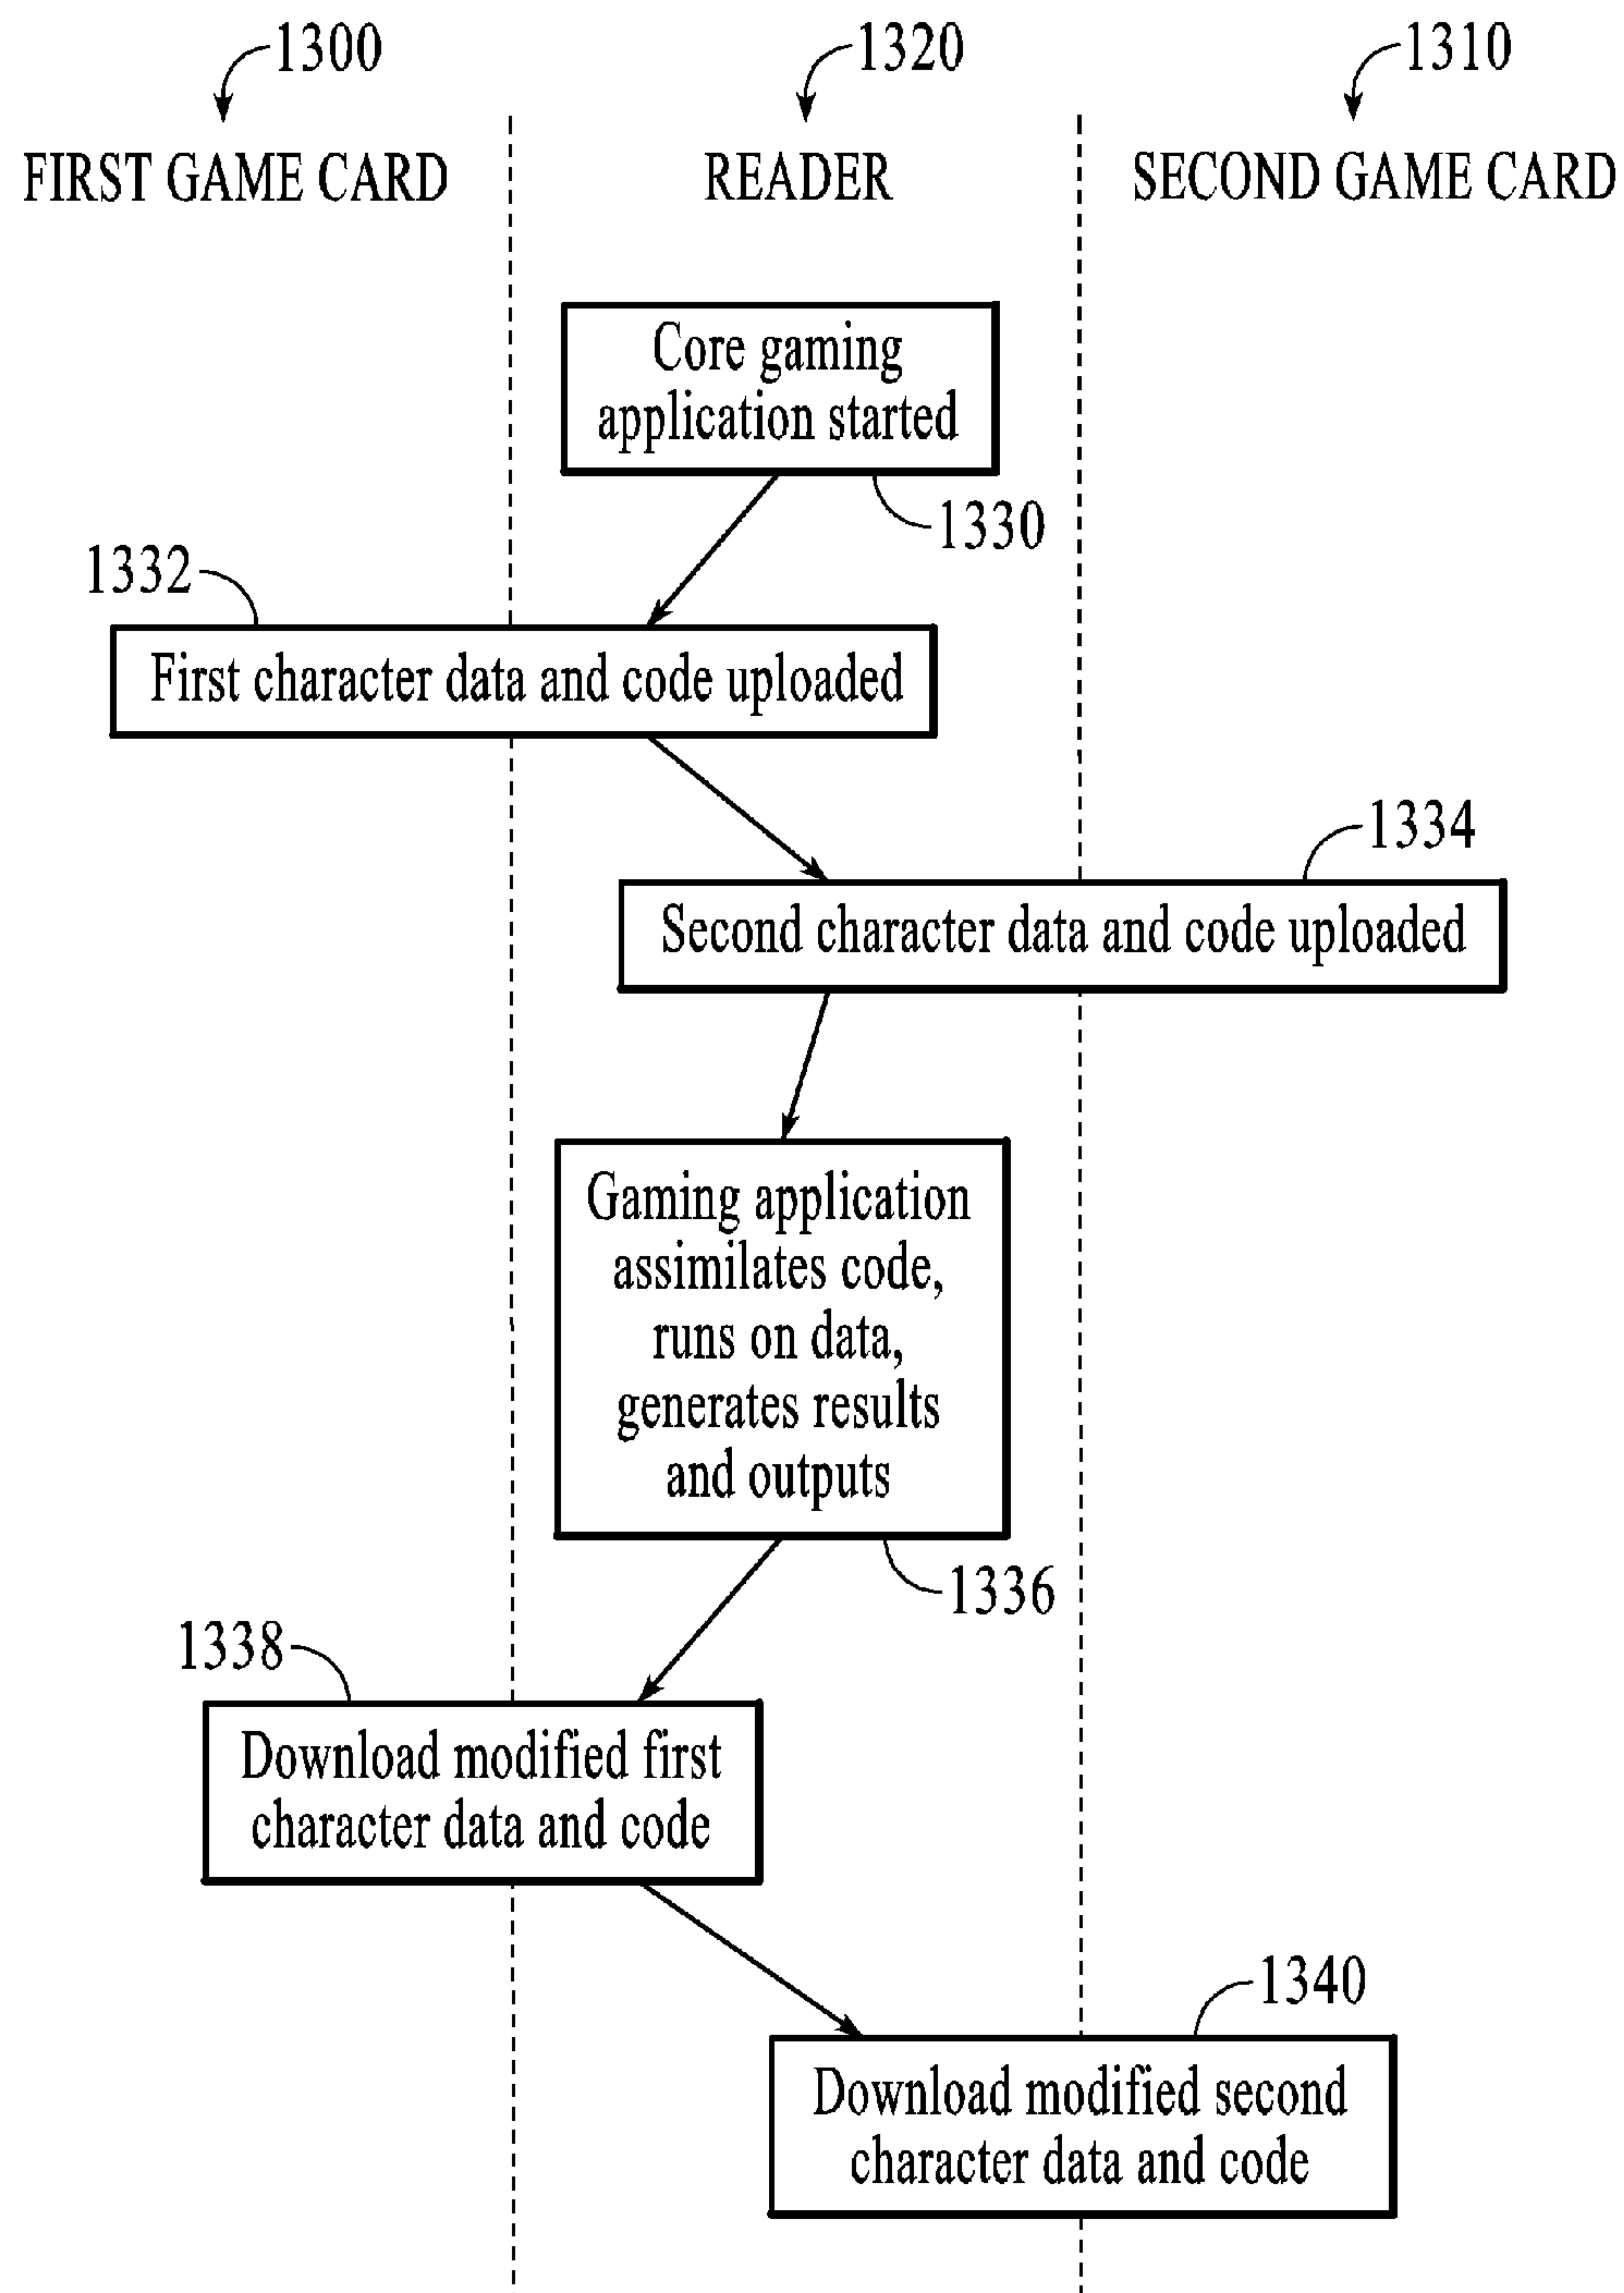 1300
1320
1310
FIRST GAME CARD
READER
SECOND GAME CARD
Core gaming
application started
1330
1332
First character data and code uploaded
1334
Second character data and code uploaded
Gaming application
assimilates code,
runs on data,
generates results
and outputs
1336
1338
Download modified first
character data and code
1340
Download modified second
character data and code